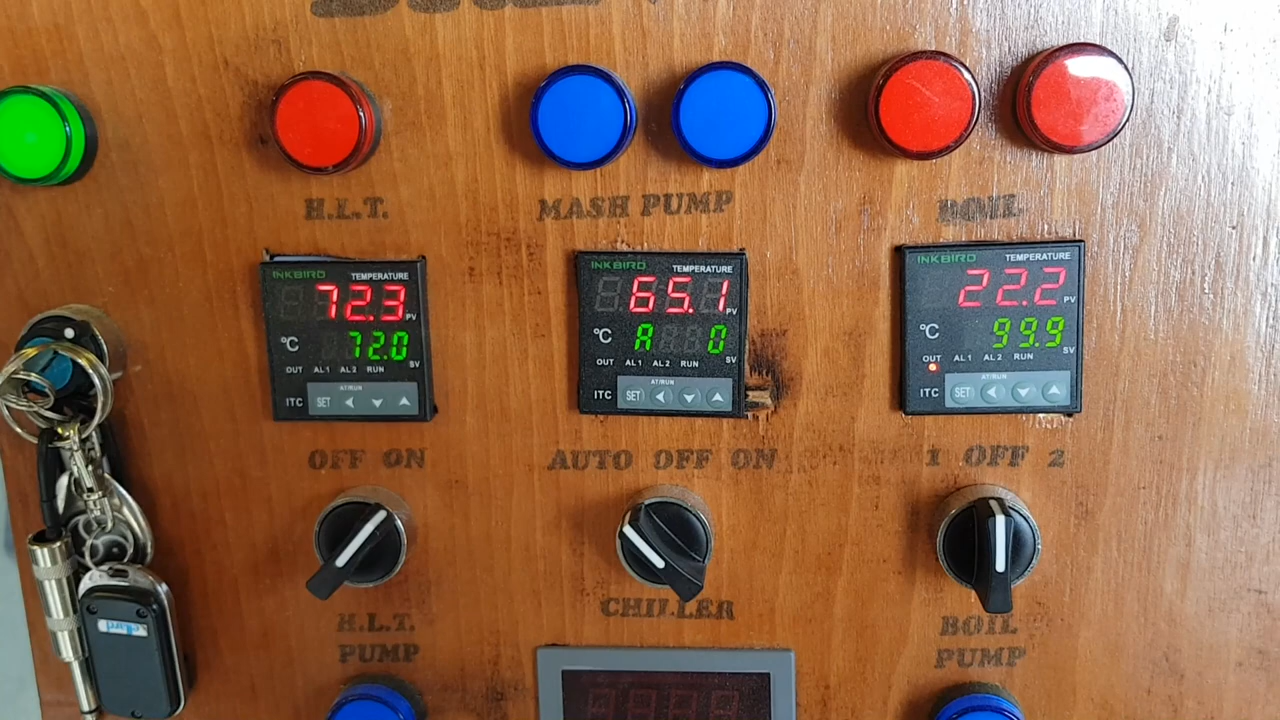 H.L.T.
MASH PUMP
BOIL
INKBIRD TEMPERATURE
72.3 PV
℃ 72.0 SV
OUT AL1 AL2 RUN
AT/RUN
ITC SET
INKBIRD TEMPERATURE
65.1 PV
℃ A 0 SV
OUT AL1 AL2 RUN
AT/RUN
ITC SET
INKBIRD TEMPERATURE
22.2 PV
℃ 99.9 SV
OUT AL1 AL2 RUN
AT/RUN
ITC SET
OFF ON
AUTO OFF ON
1 OFF 2
H.L.T.
PUMP
CHILLER
BOIL
PUMP